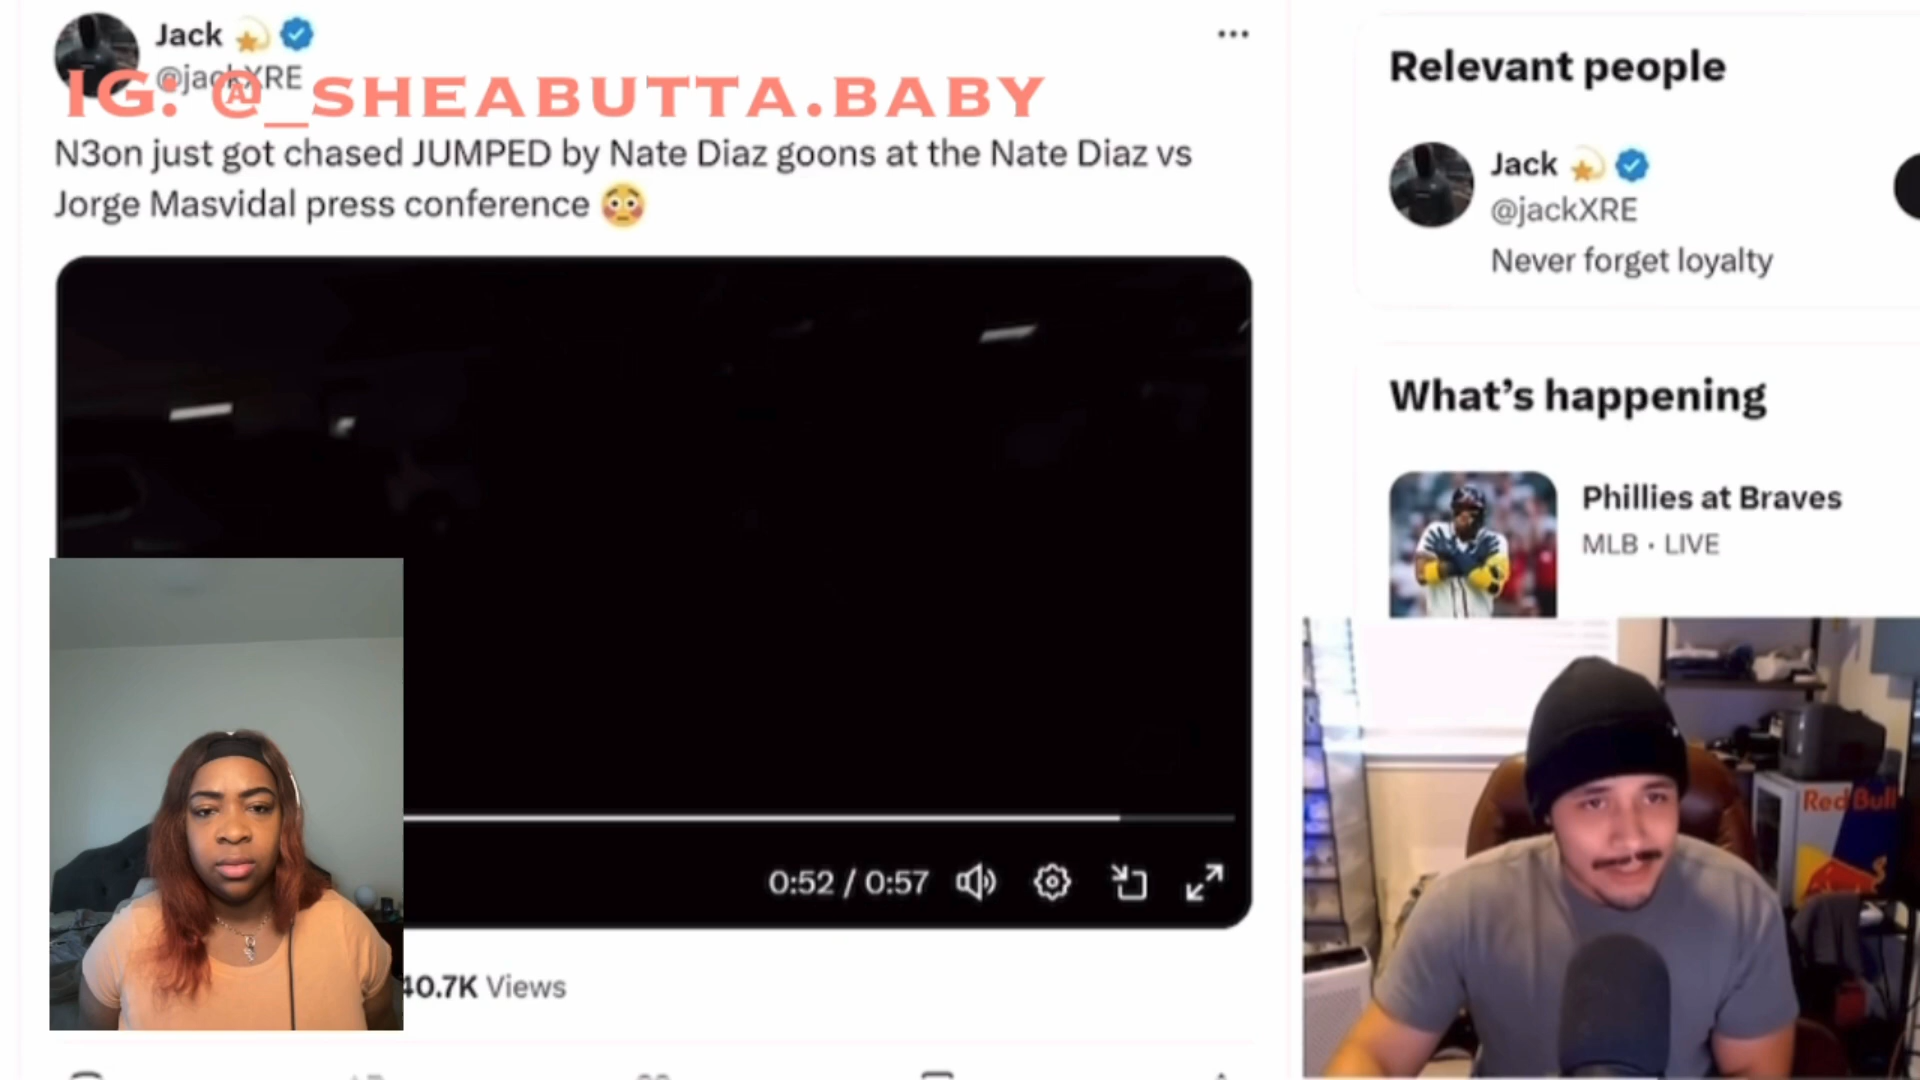 Jack
@jackXRE
IG: @_SHEABUTTA.BABY
N3on just got chased JUMPED by Nate Diaz goons at the Nate Diaz vs
Jorge Masvidal press conference
0:52 / 0:57
40.7K Views
Relevant people
Jack
@jackXRE
Never forget loyalty
What's happening
Phillies at Braves
MLB · LIVE
Red Bull